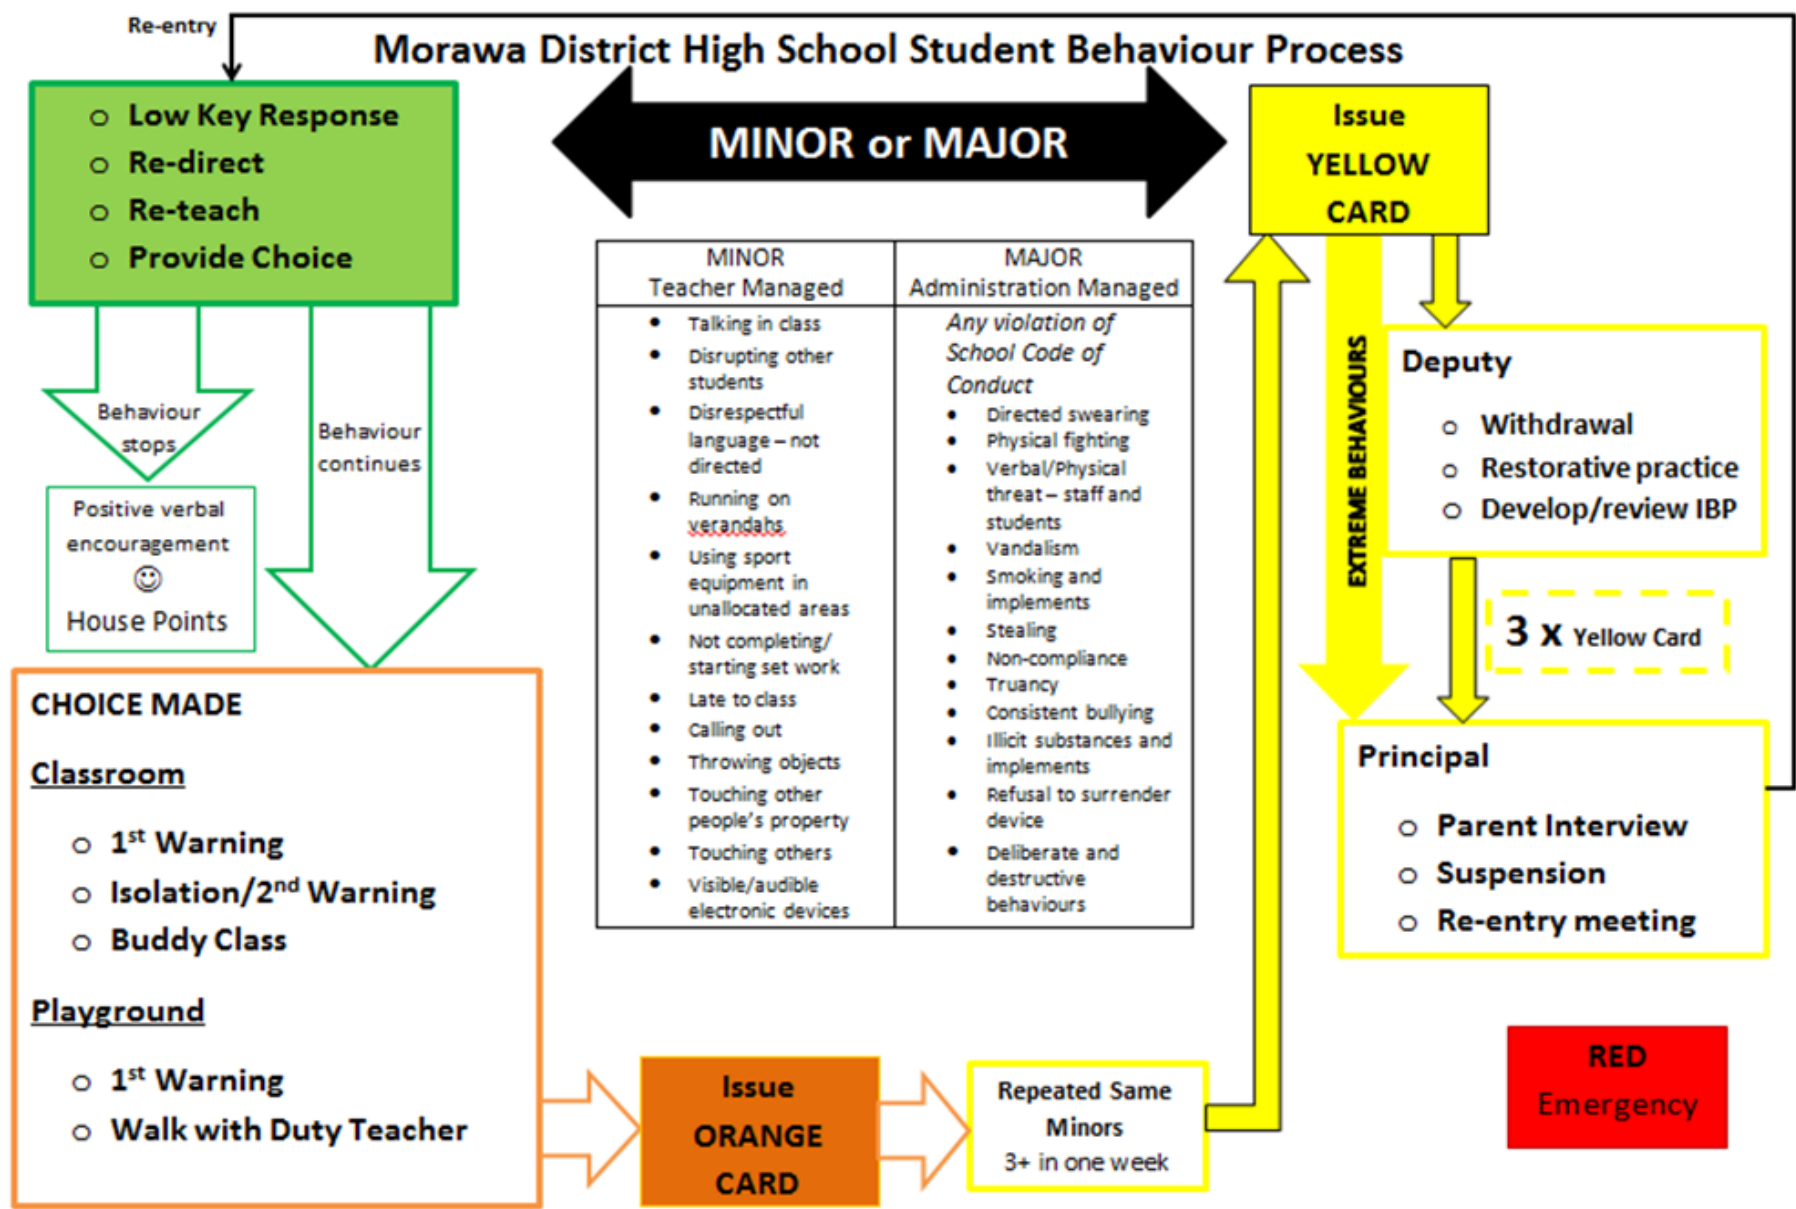 Re-entry
Morawa District High School Student Behaviour Process
o Low Key Response
o Re-direct
o Re-teach
o Provide Choice
MINOR or MAJOR
Issue
YELLOW
CARD
Behaviour
stops
Behaviour
continues
Positive verbal
encouragement
☺
House Points
MINOR
Teacher Managed
• Talking in class
• Disrupting other
students
• Disrespectful
language – not
directed
• Running on
verandahs
• Using sport
equipment in
unallocated areas
• Not completing/
starting set work
• Late to class
• Calling out
• Throwing objects
• Touching other
people's property
• Touching others
• Visible/audible
electronic devices
MAJOR
Administration Managed
Any violation of
School Code of
Conduct
• Directed swearing
• Physical fighting
• Verbal/Physical
threat – staff and
students
• Vandalism
• Smoking and
implements
• Stealing
• Non-compliance
• Truancy
• Consistent bullying
• Illicit substances and
implements
• Refusal to surrender
device
• Deliberate and
destructive
behaviours
EXTREME BEHAVIOURS
Deputy
o Withdrawal
o Restorative practice
o Develop/review IBP
3 x Yellow Card
Principal
o Parent Interview
o Suspension
o Re-entry meeting
CHOICE MADE
Classroom
o 1st Warning
o Isolation/2nd Warning
o Buddy Class
Playground
o 1st Warning
o Walk with Duty Teacher
Issue
ORANGE
CARD
Repeated Same
Minors
3+ in one week
RED
Emergency